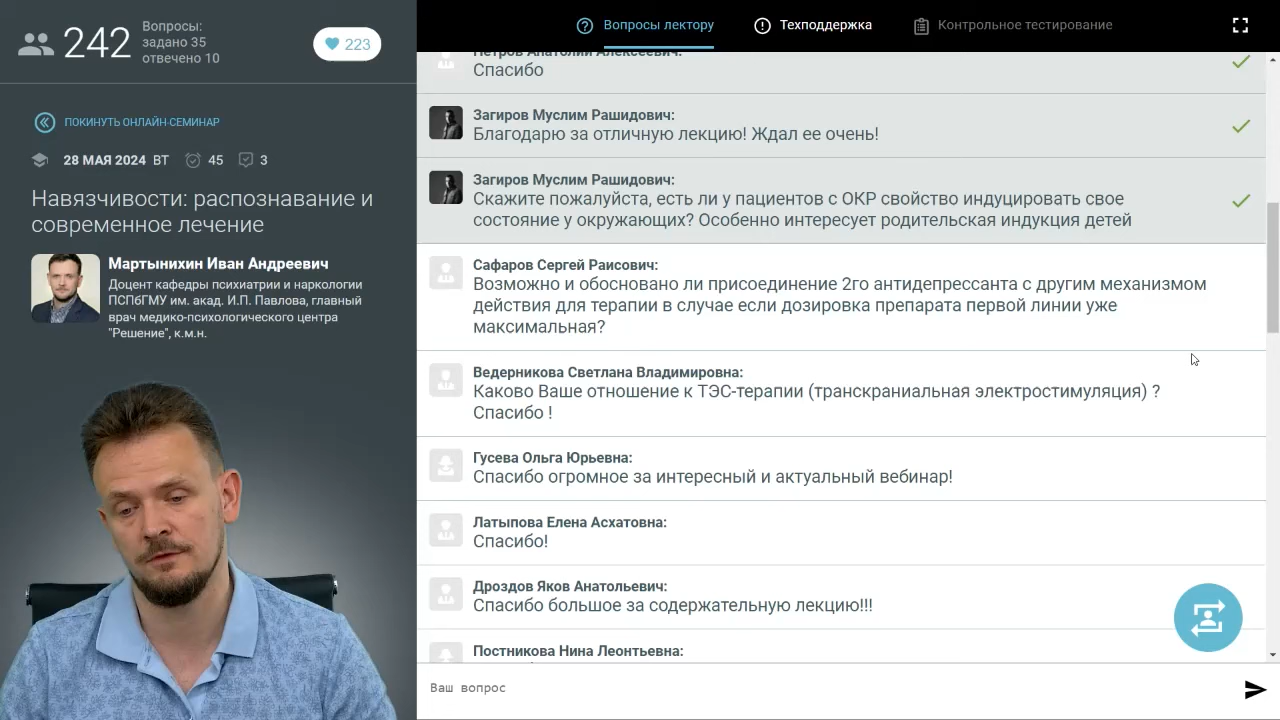 242
Вопросы:
задано 35
отвечено 10
223
ПОКИНУТЬ ОНЛАЙН-СЕМИНАР
28 МАЯ 2024 ВТ 45 3
Навязчивости: распознавание и
современное лечение
Мартынихин Иван Андреевич
Доцент кафедры психиатрии и наркологии
ПСПбГМУ им. акад. И.П. Павлова, главный
врач медико-психологического центра
"Решение", к.м.н.
Вопросы лектору Техподдержка Контрольное тестирование
Петров Анатолий Алексеевич:
Спасибо
Загиров Муслим Рашидович:
Благодарю за отличную лекцию! Ждал ее очень!
Загиров Муслим Рашидович:
Скажите пожалуйста, есть ли у пациентов с ОКР свойство индуцировать свое
состояние у окружающих? Особенно интересует родительская индукция детей
Сафаров Сергей Раисович:
Возможно и обосновано ли присоединение 2го антидепрессанта с другим механизмом
действия для терапии в случае если дозировка препарата первой линии уже
максимальная?
Ведерникова Светлана Владимировна:
Каково Ваше отношение к ТЭС-терапии (транскраниальная электростимуляция) ?
Спасибо !
Гусева Ольга Юрьевна:
Спасибо огромное за интересный и актуальный вебинар!
Латыпова Елена Асхатовна:
Спасибо!
Дроздов Яков Анатольевич:
Спасибо большое за содержательную лекцию!!!
Постникова Нина Леонтьевна:
Ваш вопрос